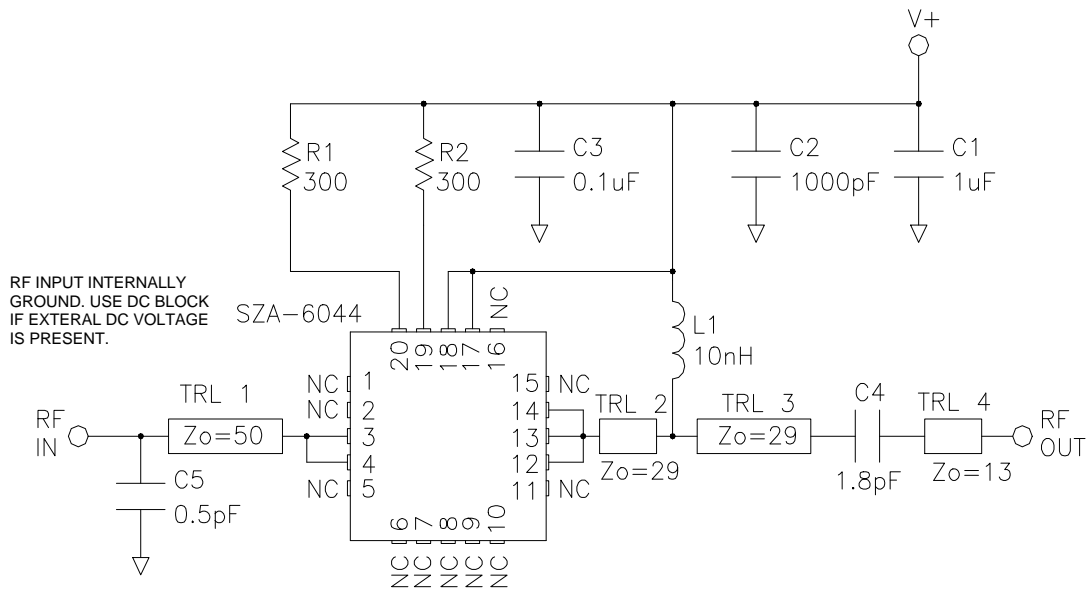 V+
R1
300
R2
300
C3
0.1uF
C2
1000pF
C1
1uF
RF INPUT INTERNALLY
GROUND. USE DC BLOCK
IF EXTERAL DC VOLTAGE
IS PRESENT.
SZA-6044
20
19
18
17
16
NC
L1
10nH
NC 1
NC 2
3
4
NC 5
15 NC
14
13
12
11 NC
6
7
8
9
10
NC
NC
NC
NC
NC
RF
IN
TRL 1
Zo=50
C5
0.5pF
TRL 2
Zo=29
TRL 3
Zo=29
C4
1.8pF
TRL 4
Zo=13
RF
OUT